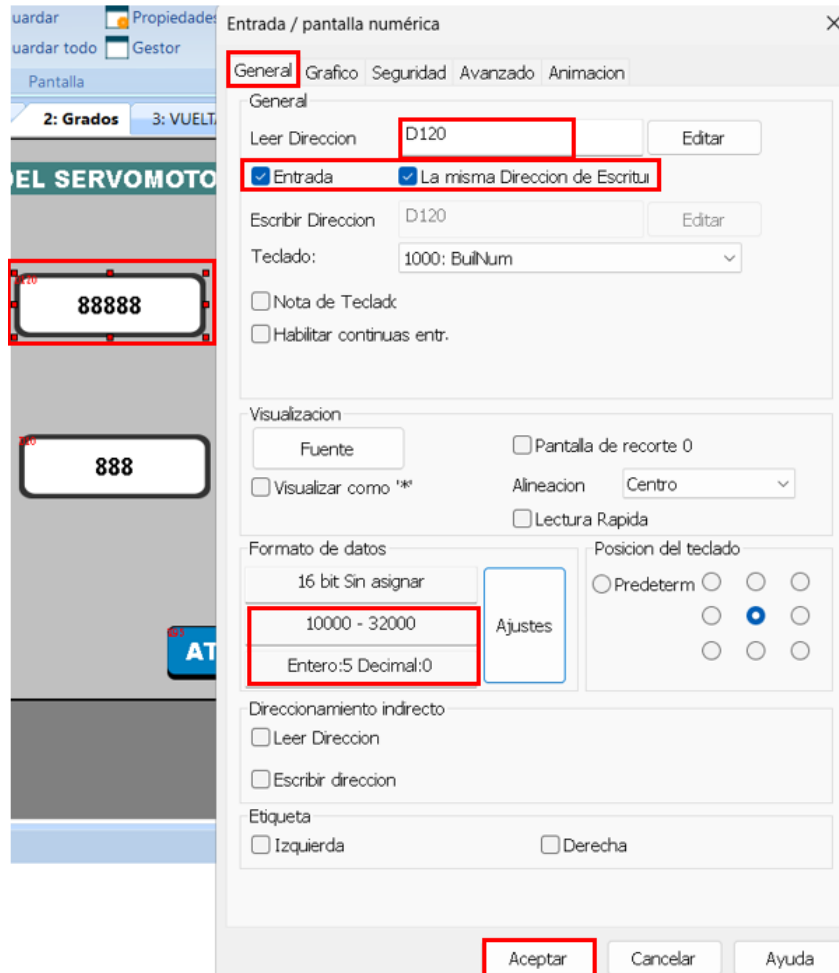 uardar
Propiedades
uardar todo
Gestor
Pantalla
2: Grados
3: VUELT
DEL SERVOMOTO
88888
888
AT
Entrada / pantalla numérica
General Grafico Seguridad Avanzado Animacion
General
Leer Direccion D120 Editar
Entrada La misma Direccion de Escritu
Escribir Direccion D120 Editar
Teclado: 1000: BuilNum
Nota de Teclad
Habilitar continuas entr.
Visualizacion
Fuente Pantalla de recorte 0
Visualizar como '*' Alineacion Centro
Lectura Rapida
Formato de datos
16 bit Sin asignar
10000 - 32000
Entero:5 Decimal:0
Ajustes
Posicion del teclado
Predeterm
Direccionamiento indirecto
Leer Direccion
Escribir direccion
Etiqueta
Izquierda Derecha
Aceptar Cancelar Ayuda